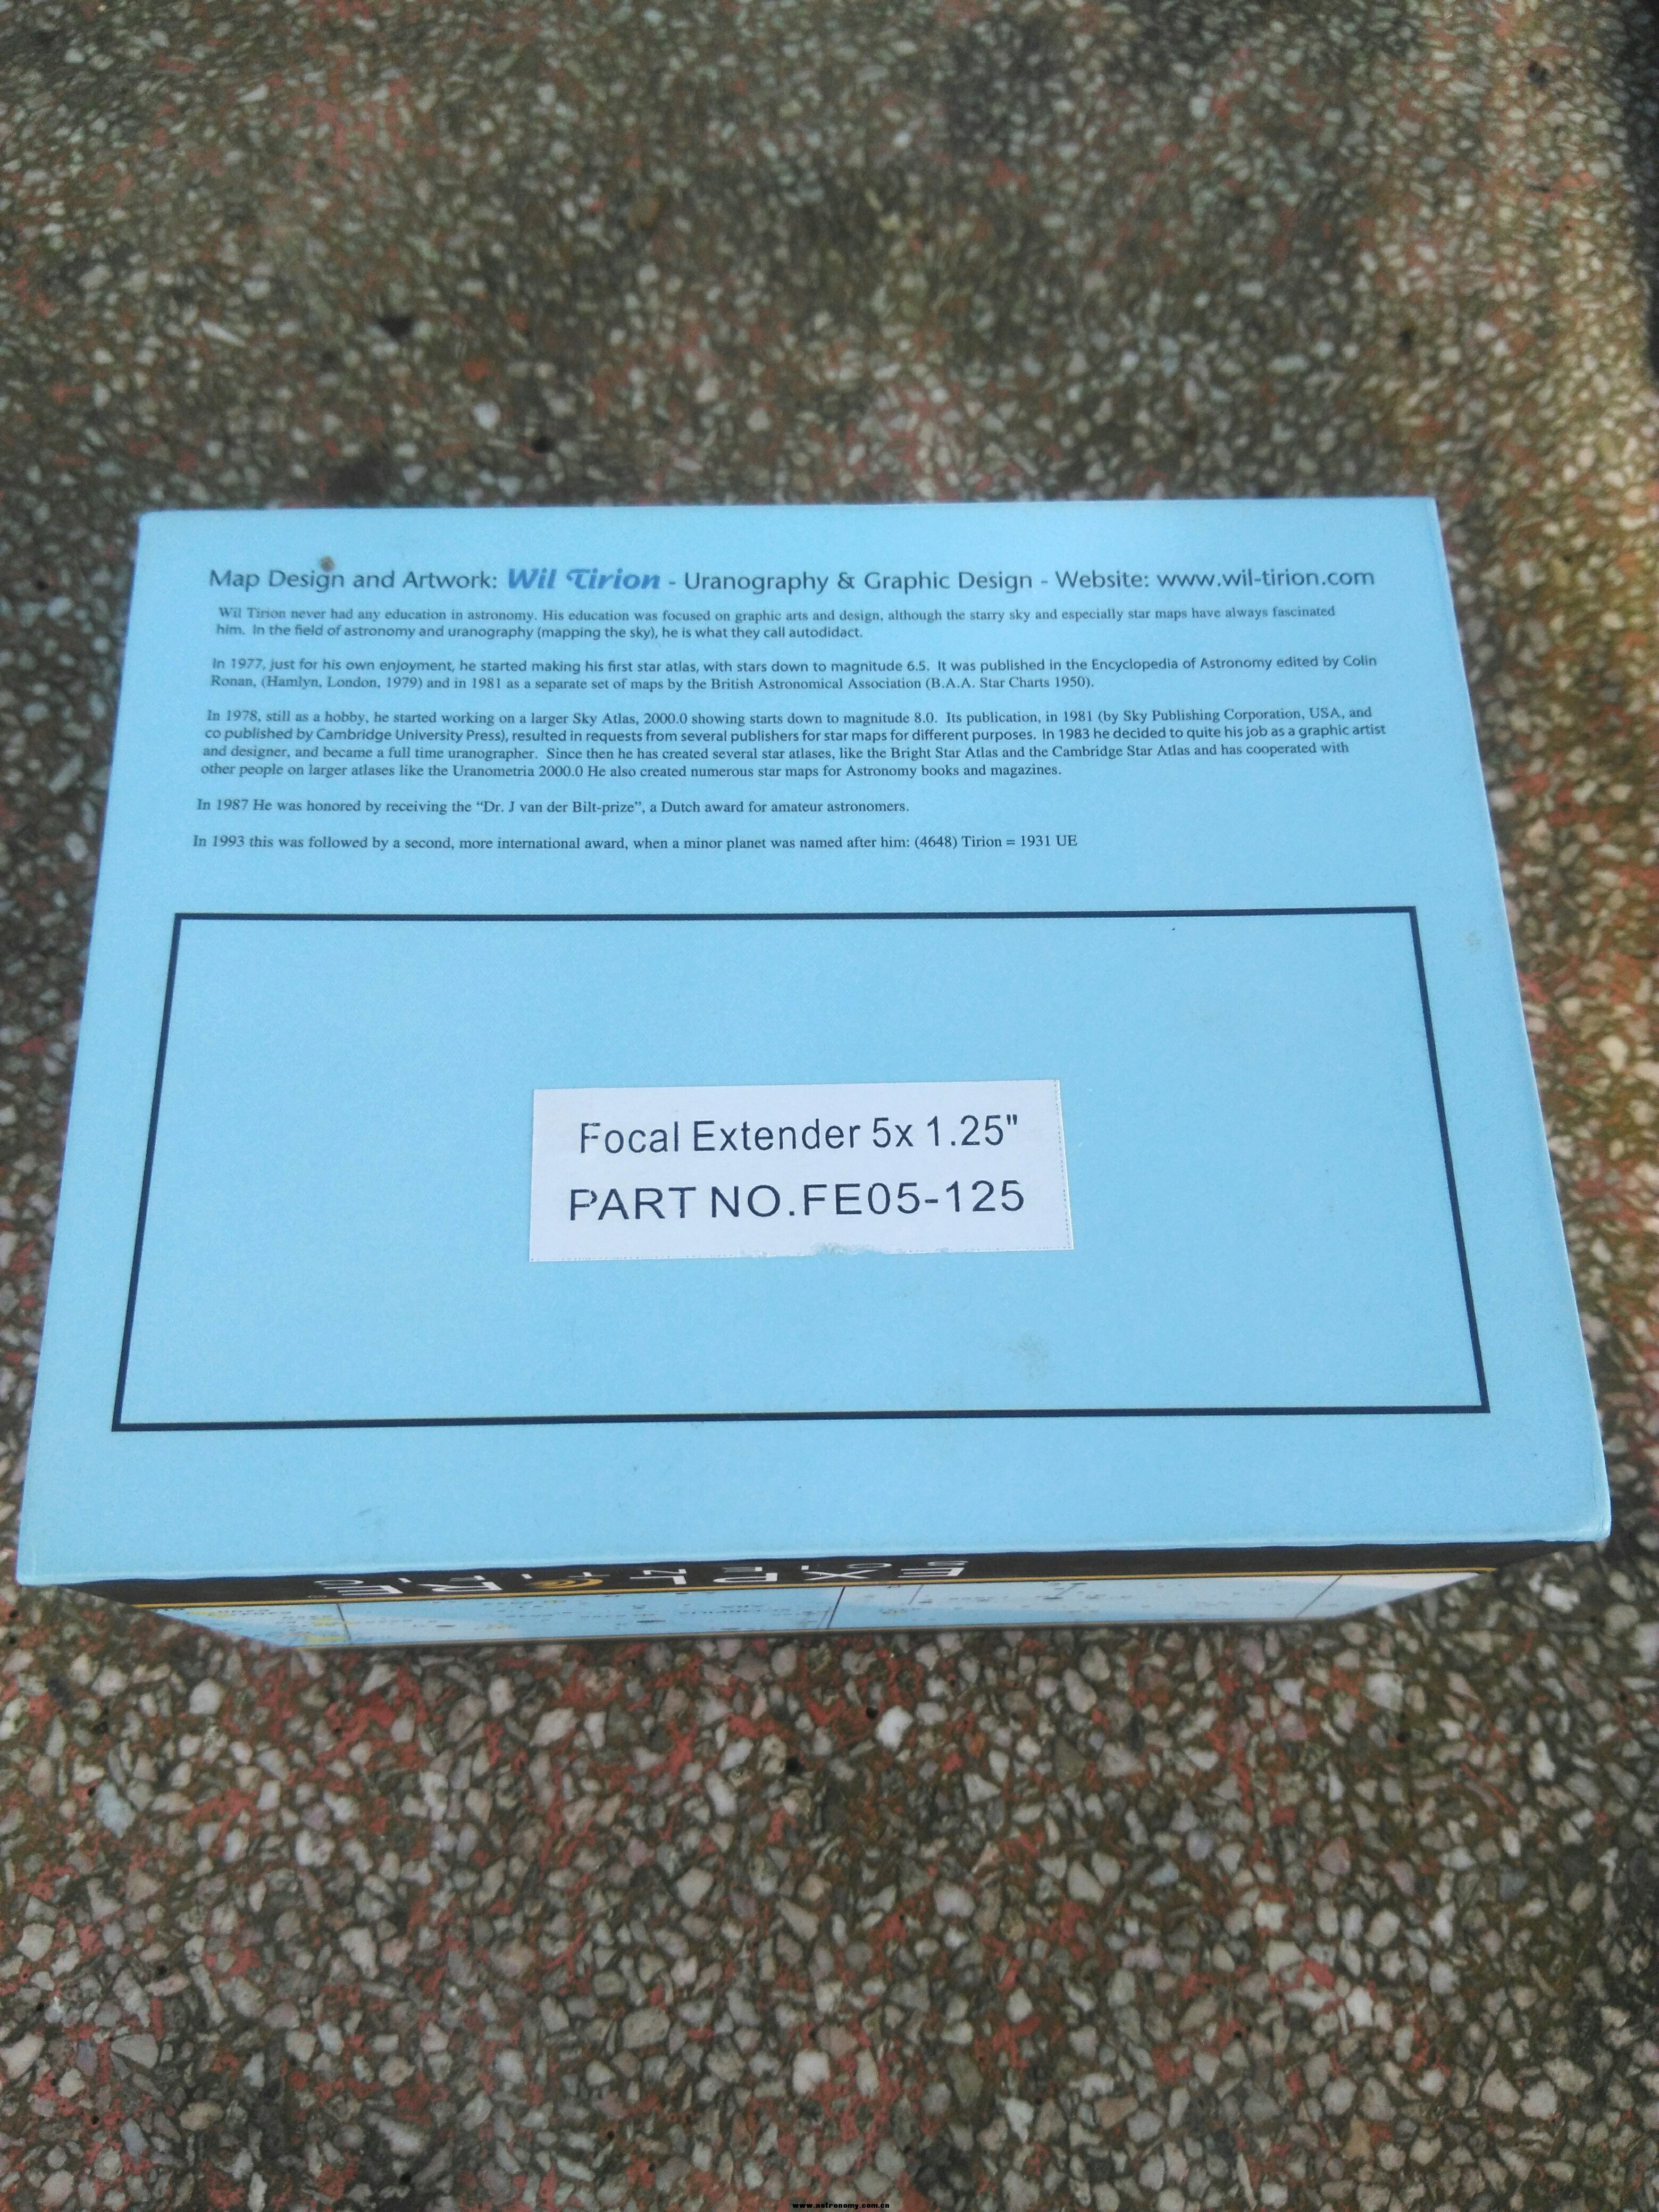 Map Design and Artwork: Wil Tirion - Uranography & Graphic Design - Website: www.wil-tirion.com
Wil Tirion never had any education in astronomy. His education was focused on graphic arts and design, although the starry sky and especially star maps have always fascinated
him. In the field of astronomy and uranography (mapping the sky), he is what they call autodidact.
In 1977, just for his own enjoyment, he started making his first star atlas, with stars down to magnitude 6.5. It was published in the Encyclopedia of Astronomy edited by Colin
Ronan, (Hamlyn, London, 1979) and in 1981 as a separate set of maps by the British Astronomical Association (B.A.A. Star Charts 1950).
In 1978, still as a hobby, he started working on a larger Sky Atlas, 2000.0 showing starts down to magnitude 8.0. Its publication, in 1981 (by Sky Publishing Corporation, USA, and
co published by Cambridge University Press), resulted in requests from several publishers for star maps for different purposes. In 1983 he decided to quite his job as a graphic artist
and designer, and became a full time uranographer. Since then he has created several star atlases, like the Bright Star Atlas and the Cambridge Star Atlas and has cooperated with
other people on larger atlases like the Uranometria 2000.0 He also created numerous star maps for Astronomy books and magazines.
In 1987 He was honored by receiving the “Dr. J van der Bilt-prize”, a Dutch award for amateur astronomers.
In 1993 this was followed by a second, more international award, when a minor planet was named after him: (4648) Tirion = 1931 UE
Focal Extender 5x 1.25"
PART NO.FE05-125
EXPLORE
SCIENTIFIC
www.astronomy.com.cn